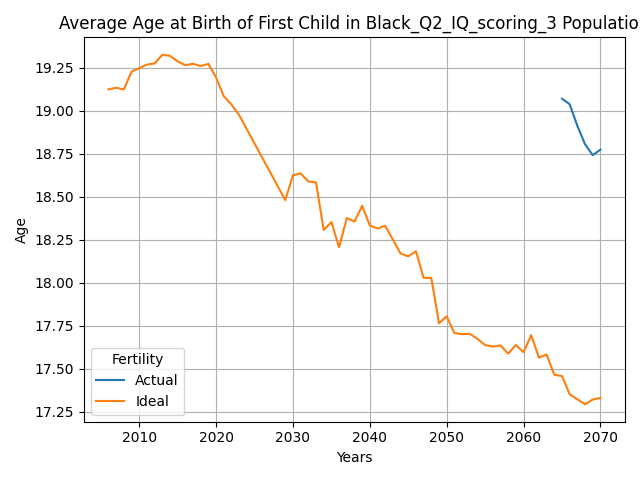 Average Age at Birth of First Child in Black_Q2_IQ_scoring_3 Populatio
19.25
19.00
18.75
18.50
18.25
18.00
17.75
17.50
17.25
Age
Fertility
Actual
Ideal
2010 2020 2030 2040 2050 2060 2070
Years